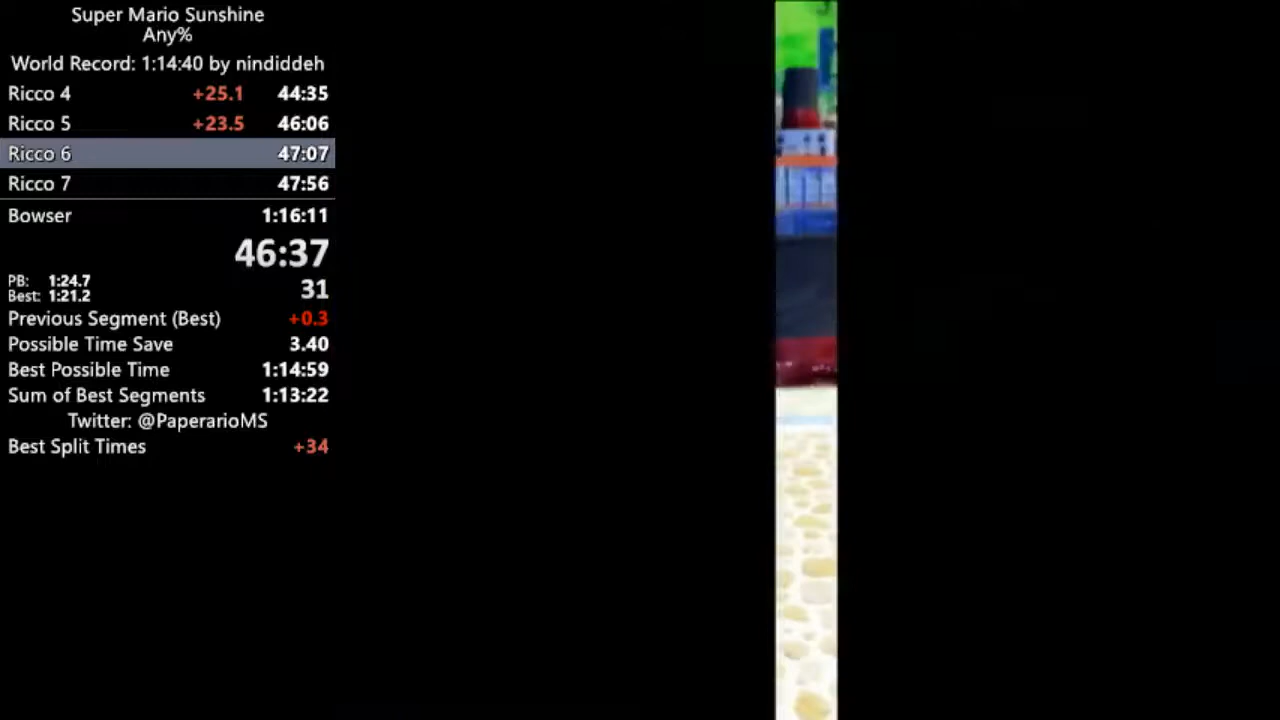 Super Mario Sunshine
Any%
World Record: 1:14:40 by nindiddeh
Ricco 4 +25.1 44:35
Ricco 5 +23.5 46:06
Ricco 6 47:07
Ricco 7 47:56
Bowser 1:16:11
46:37
PB: 1:24.7
Best: 1:21.2
31
Previous Segment (Best) +0.3
Possible Time Save 3.40
Best Possible Time 1:14:59
Sum of Best Segments 1:13:22
Twitter: @PaperarioMS
Best Split Times +34